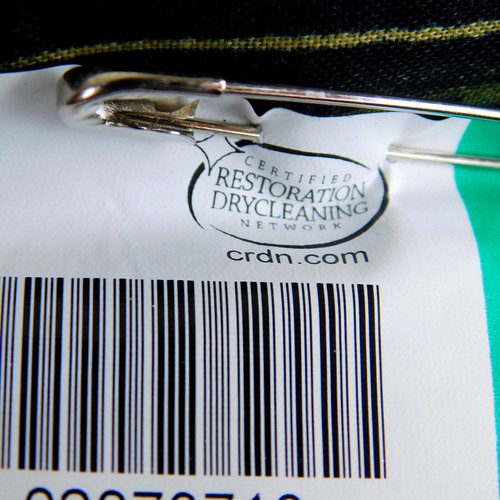 CERTIFIED
RESTORATION
DRYCLEANING
NETWORK
crdn.com